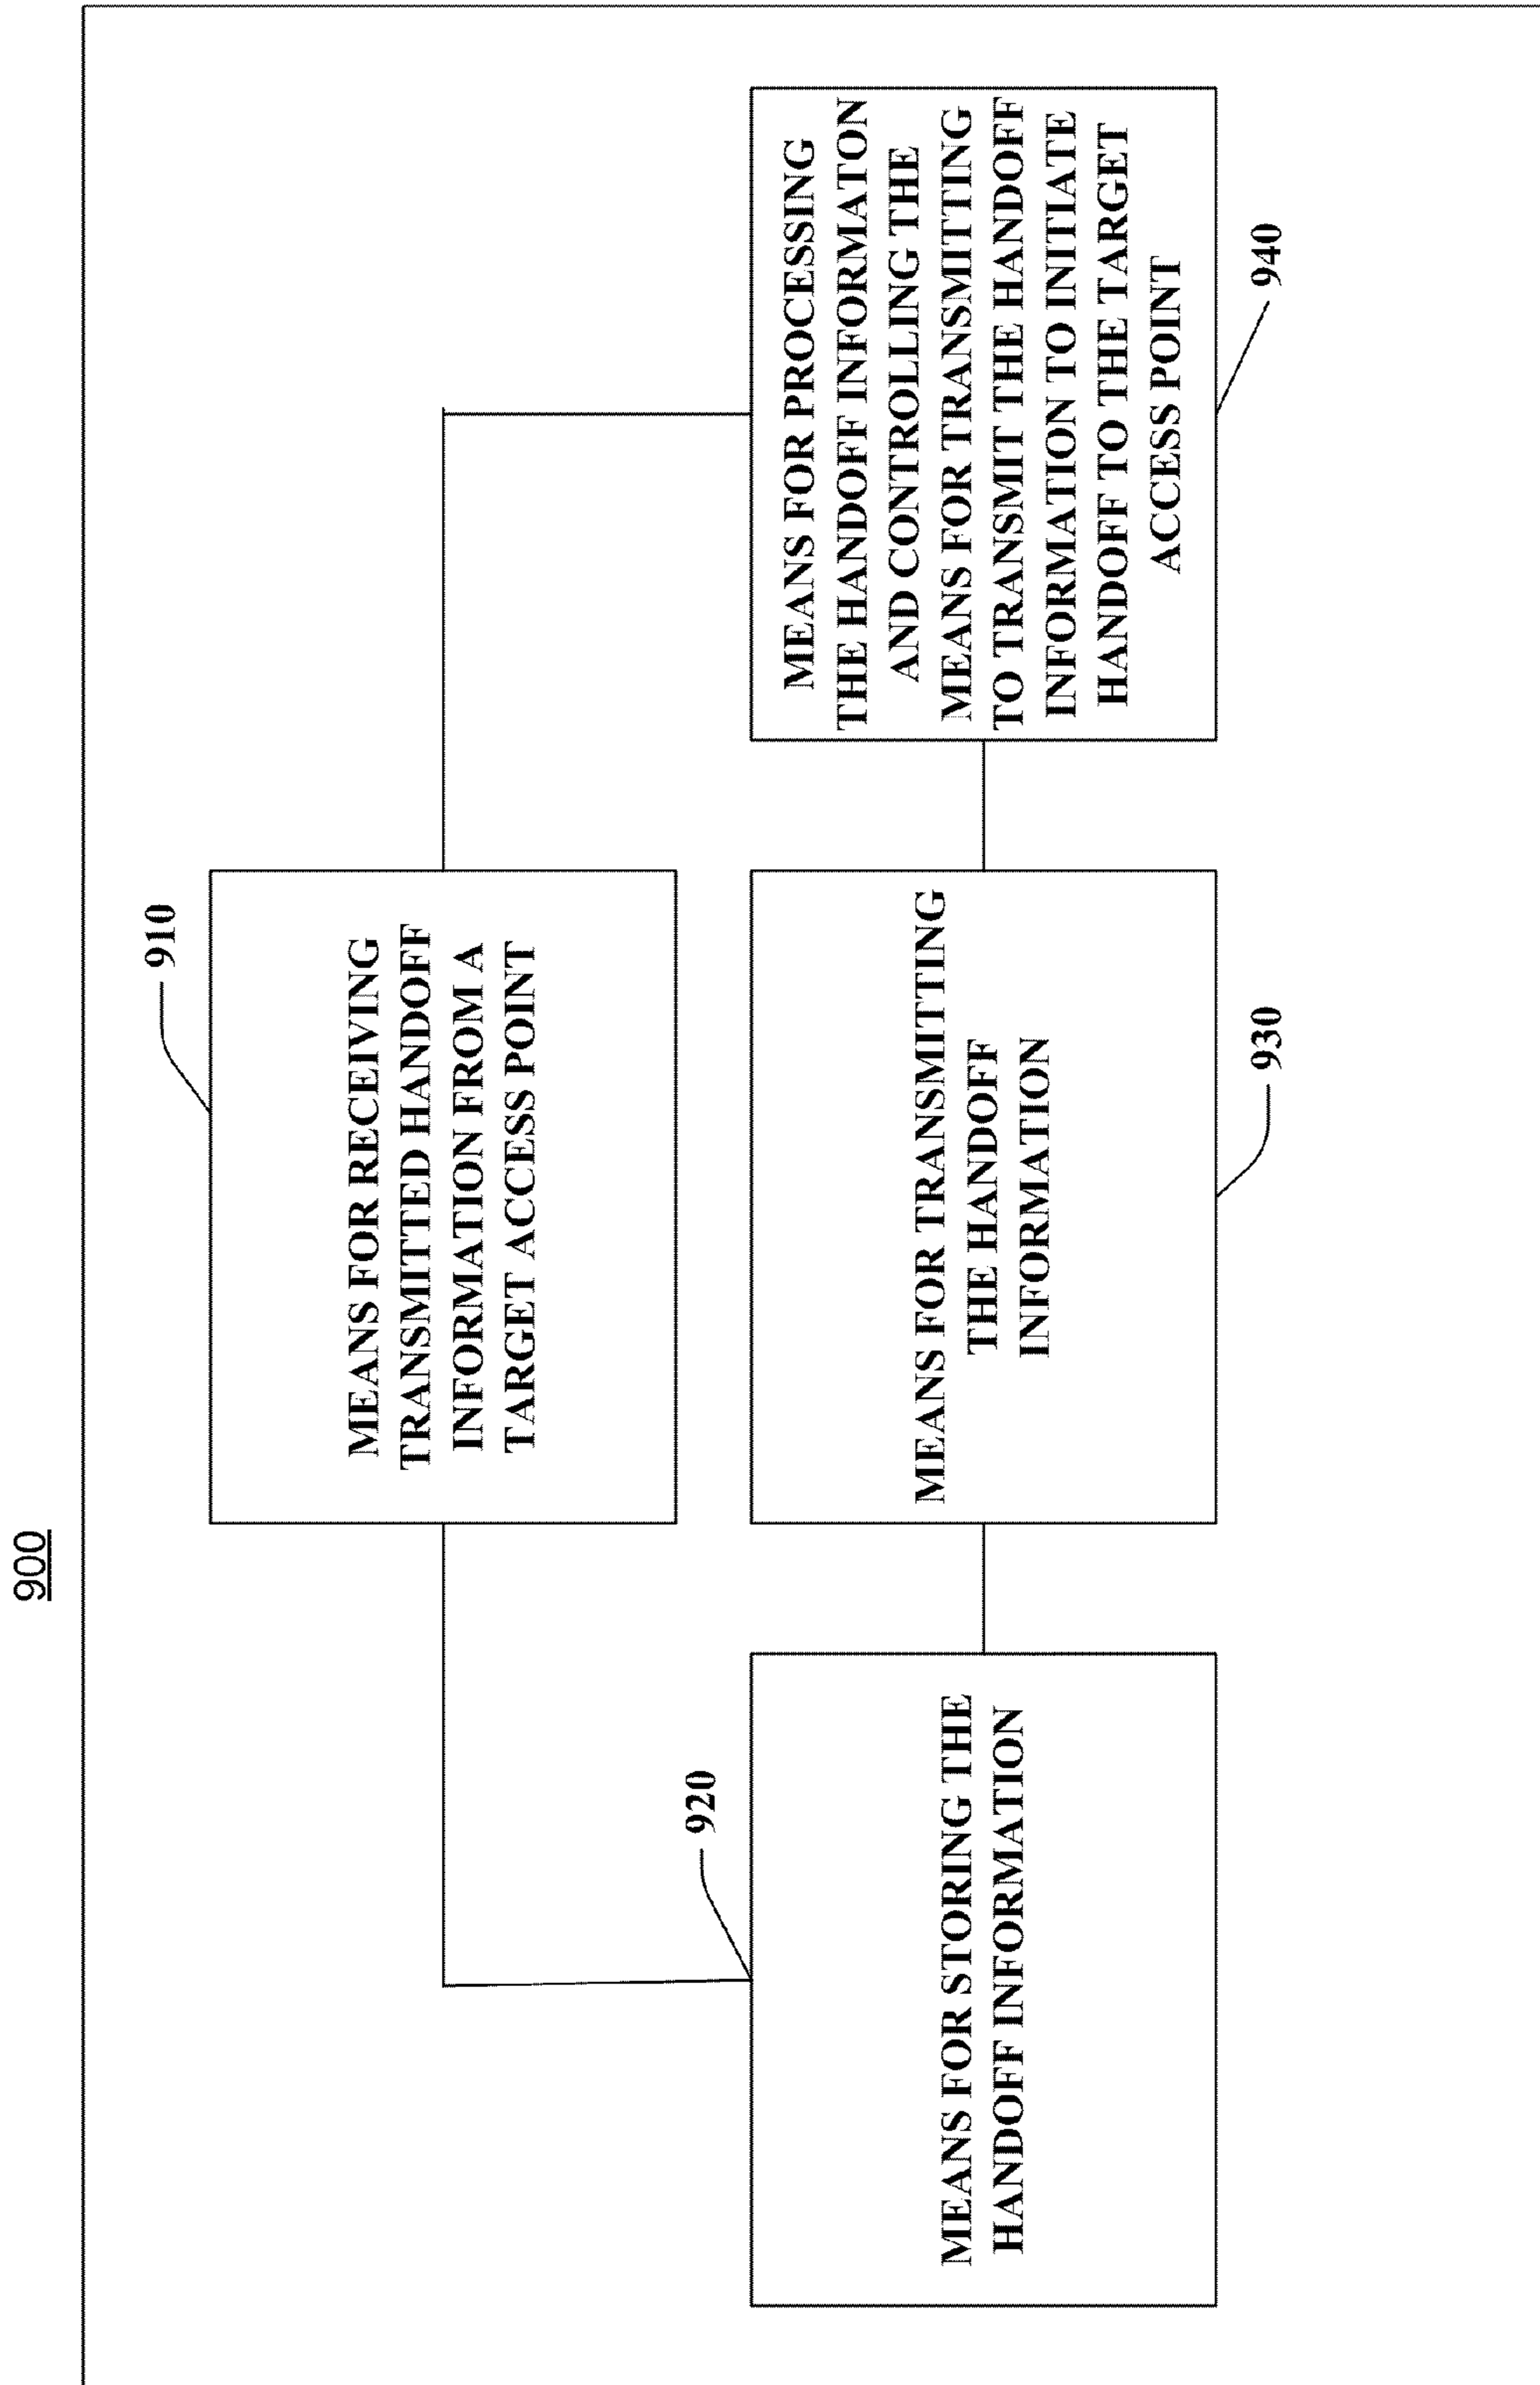 900
910
MEANS FOR RECEIVING
TRANSMITTED HANDOFF
INFORMATION FROM A
TARGET ACCESS POINT
920
MEANS FOR STORING THE
HANDOFF INFORMATION
MEANS FOR TRANSMITTING
THE HANDOFF
INFORMATION
930
MEANS FOR PROCESSING
THE HANDOFF INFORMATON
AND CONTROLLING THE
MEANS FOR TRANSMITTING
TO TRANSMIT THE HANDOFF
INFORMATION TO INITIATE
HANDOFF TO THE TARGET
ACCESS POINT
940